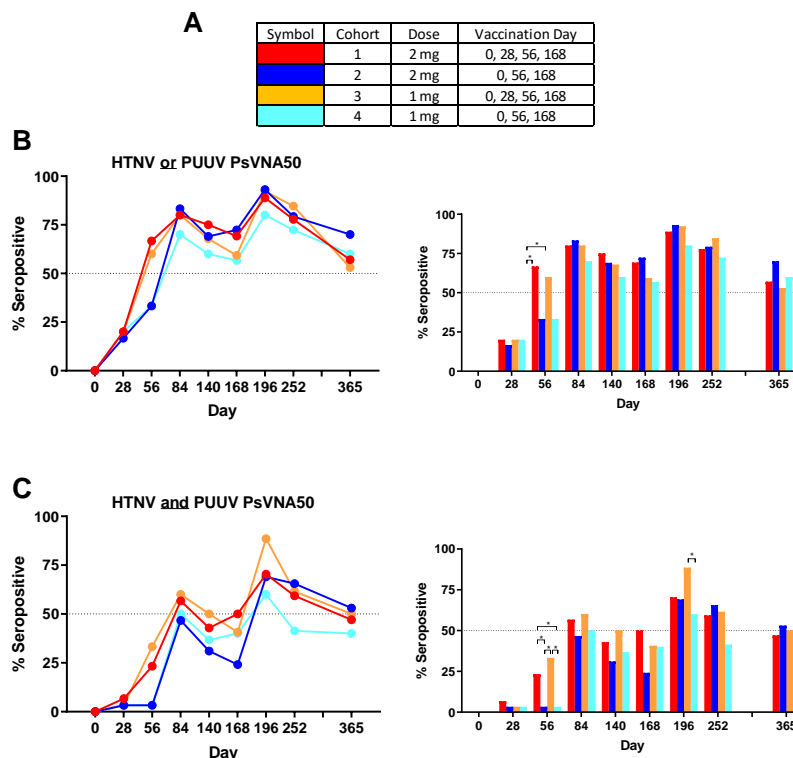 A
Symbol Cohort Dose Vaccination Day
1 2 mg 0, 28, 56, 168
2 2 mg 0, 56, 168
3 1 mg 0, 28, 56, 168
4 1 mg 0, 56, 168
B
HTNV or PUUV PsVNA50
% Seropositive
100
75
50
25
0
0 28 56 84 140 168 196 252 365
Day
% Seropositive
100
75
50
25
0
* *
0 28 56 84 140 168 196 252 365
Day
C
HTNV and PUUV PsVNA50
% Seropositive
100
75
50
25
0
0 28 56 84 140 168 196 252 365
Day
% Seropositive
100
75
50
25
0
* * * * *
0 28 56 84 140 168 196 252 365
Day